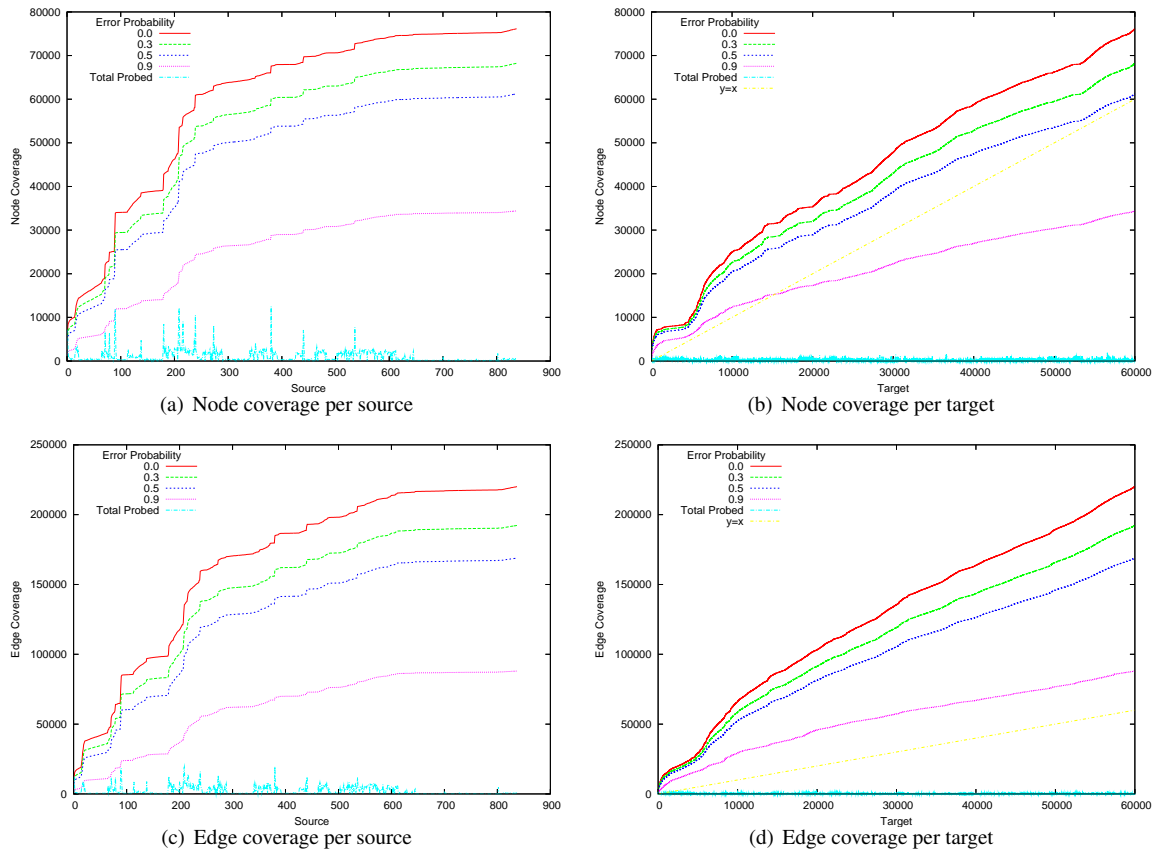 80000
70000
60000
50000
40000
30000
20000
10000
0
Node Coverage
Error Probability
0.0
0.3
0.5
0.9
Total Probed
0 100 200 300 400 500 600 700 800 900
Source
(a) Node coverage per source
80000
70000
60000
50000
40000
30000
20000
10000
0
Node Coverage
Error Probability
0.0
0.3
0.5
0.9
Total Probed
y=x
0 10000 20000 30000 40000 50000 60000
Target
(b) Node coverage per target
250000
200000
150000
100000
50000
0
Edge Coverage
Error Probability
0.0
0.3
0.5
0.9
Total Probed
0 100 200 300 400 500 600 700 800 900
Source
(c) Edge coverage per source
250000
200000
150000
100000
50000
0
Edge Coverage
Error Probability
0.0
0.3
0.5
0.9
Total Probed
y=x
0 10000 20000 30000 40000 50000 60000
Target
(d) Edge coverage per target